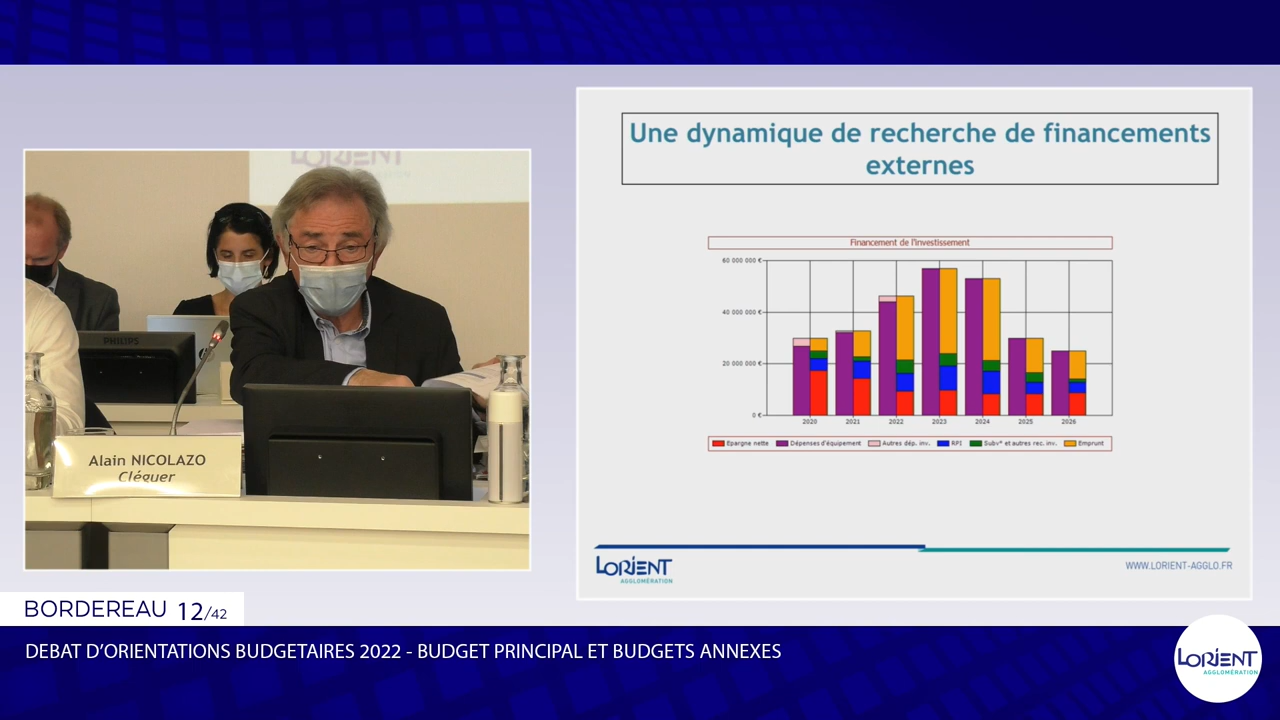 Une dynamique de recherche de financements
externes
Financement de l'investissement
60 000 000 €
40 000 000 €
20 000 000 €
0 €
2020 2021 2022 2023 2024 2025 2026
Epargne nette Dépenses d'équipement Autres dép. inv. RPI Subv° et autres rec. inv. Emprunt
LORIENT
AGGLOMÉRATION
WWW.LORIENT-AGGLO.FR
LORIENT
PHILIPS
Alain NICOLAZO
Cléguer
BORDEREAU 12/42
DEBAT D'ORIENTATIONS BUDGETAIRES 2022 - BUDGET PRINCIPAL ET BUDGETS ANNEXES
LORIENT
AGGLOMÉRATION